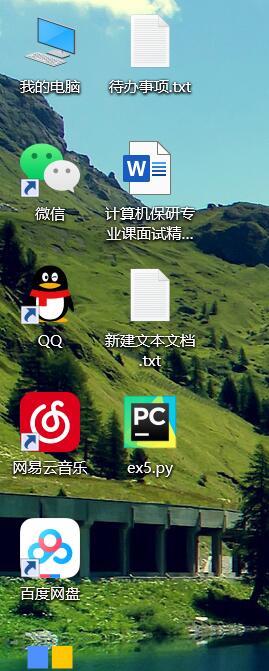 我的电脑
待办事项.txt
W
微信
计算机保研专
业课面试精...
QQ
新建文本文档
.txt
PC
网易云音乐
ex5.py
百度网盘